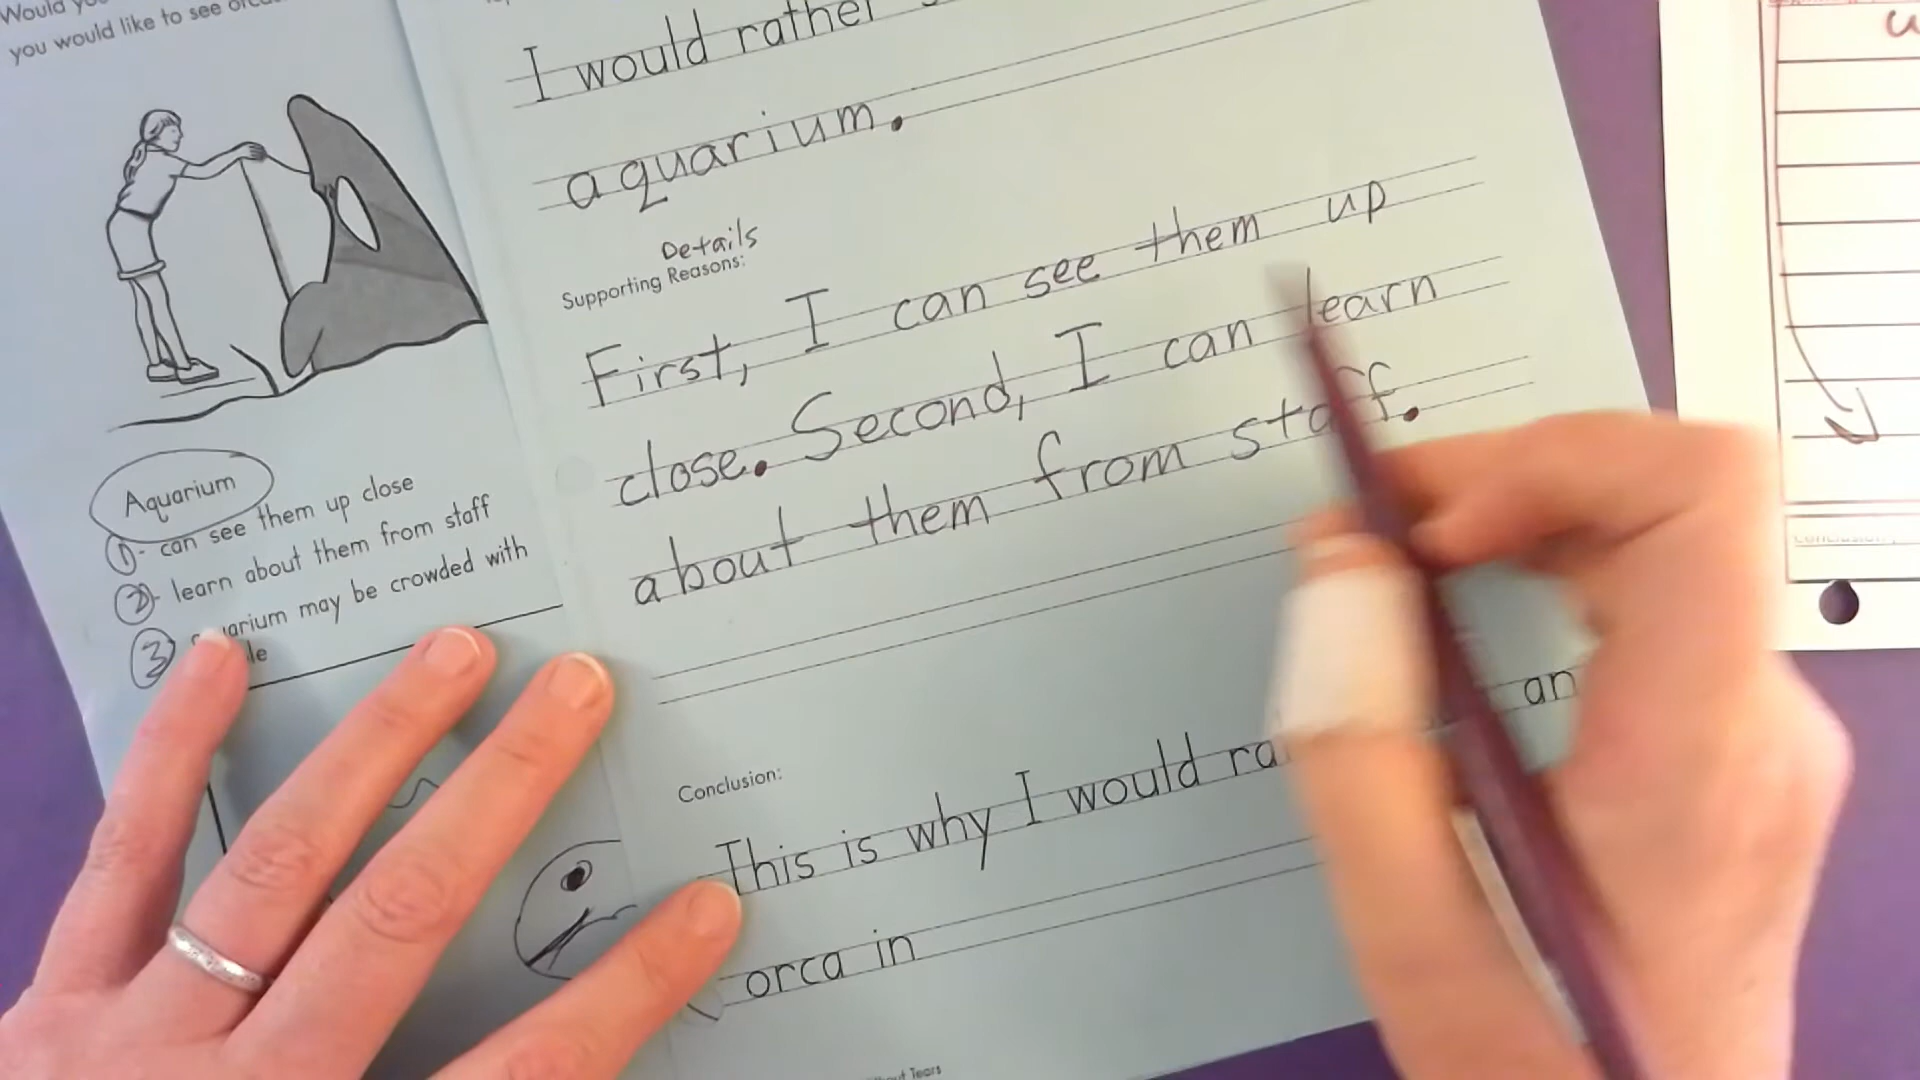 Would
you would like to see
Aquarium
1 - can see them up close
2 - learn about them from staff
3 may be crowded with
I would rather
aquarium.
Details
Supporting Reasons:
First, I can see them up
close. Second, I can learn
about them from staff.
Conclusion:
This is why I would an
orca in
Tears